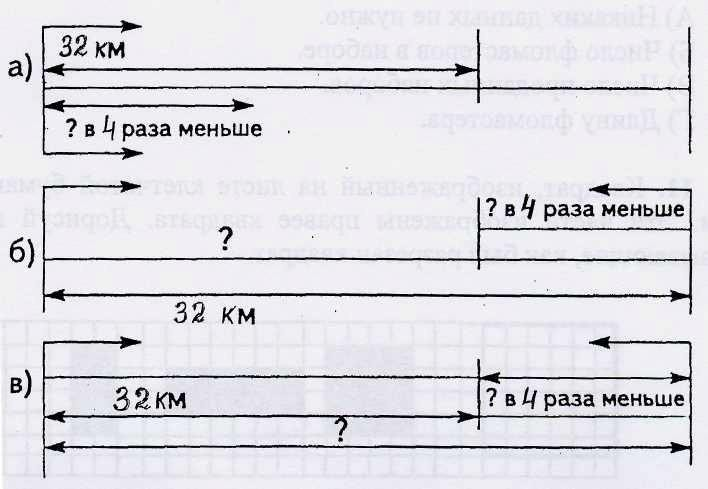 32 км
а)
? в 4 раза меньше
? в 4 раза меньше
?
б)
32 км
в)
32 км
? в 4 раза меньше
?